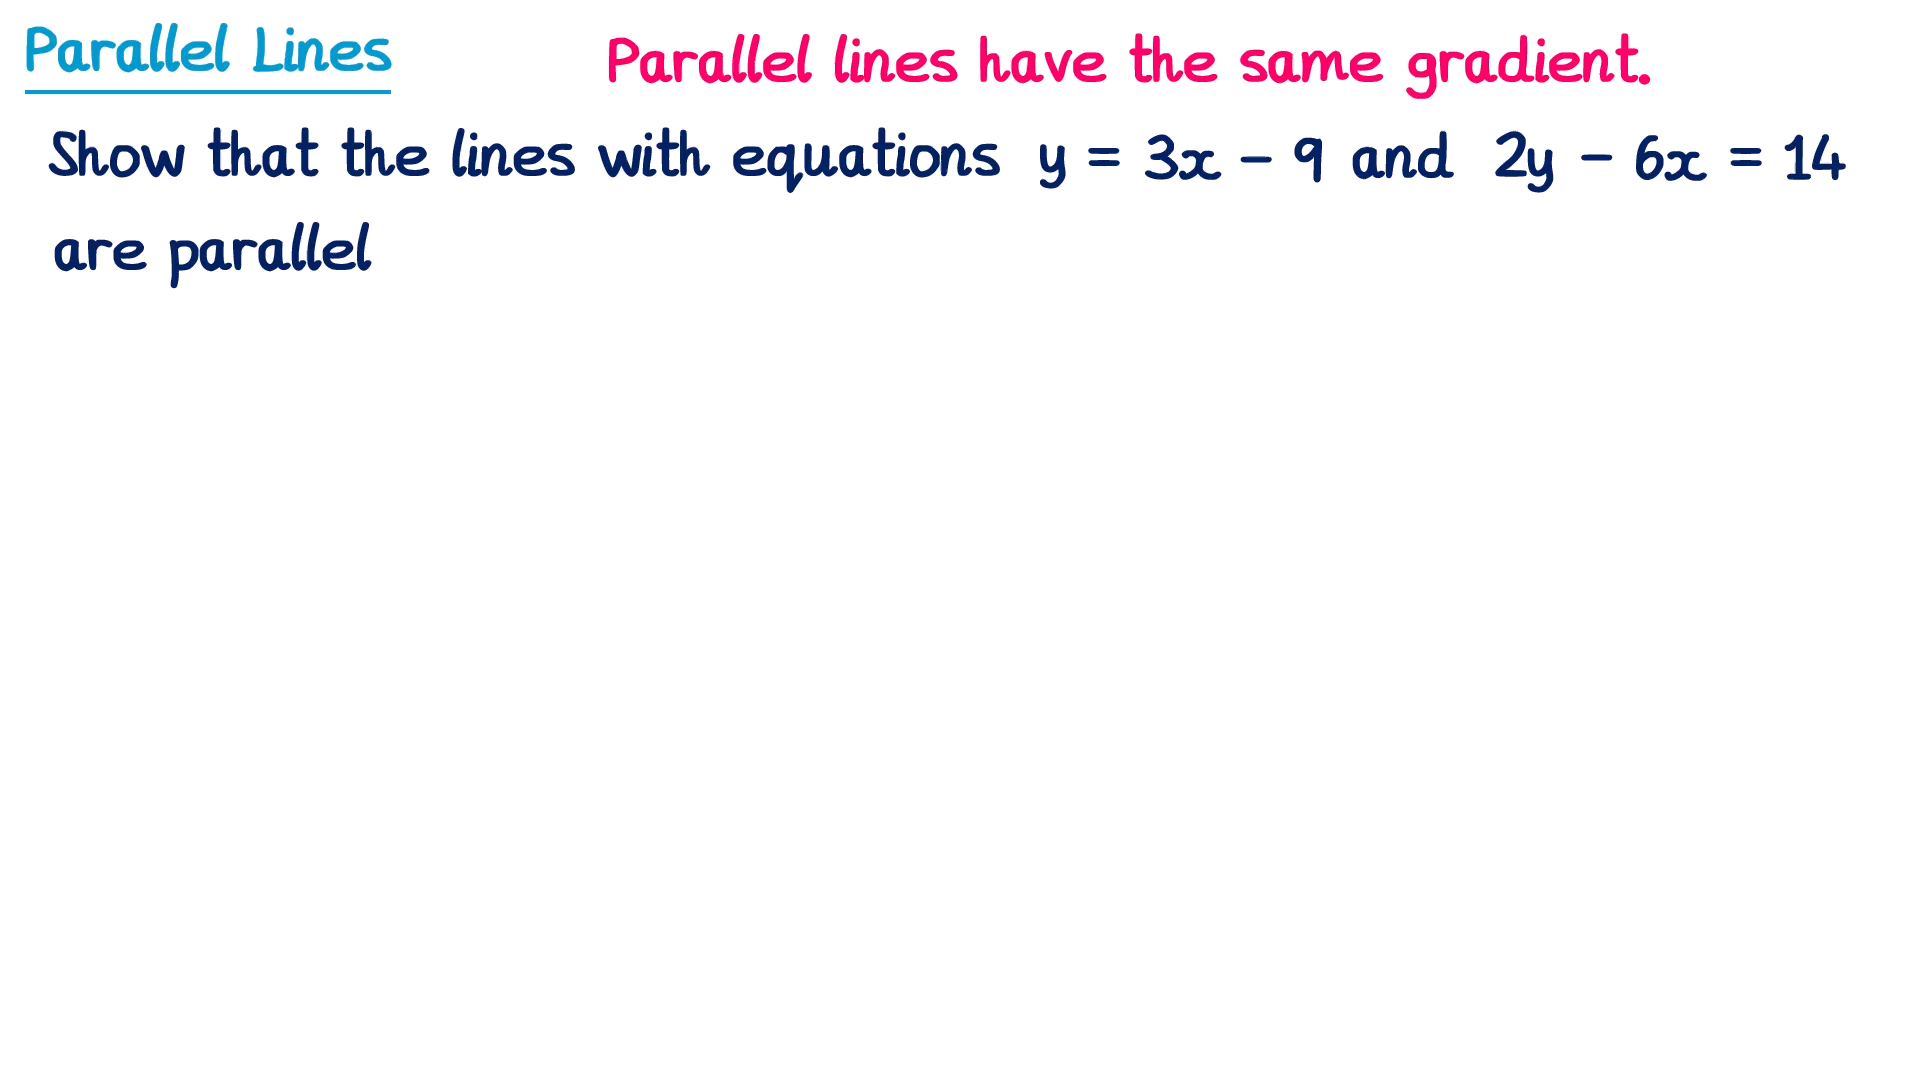 Parallel Lines
Parallel lines have the same gradient.
Show that the lines with equations y = 3x – 9 and 2y – 6x = 14
are parallel